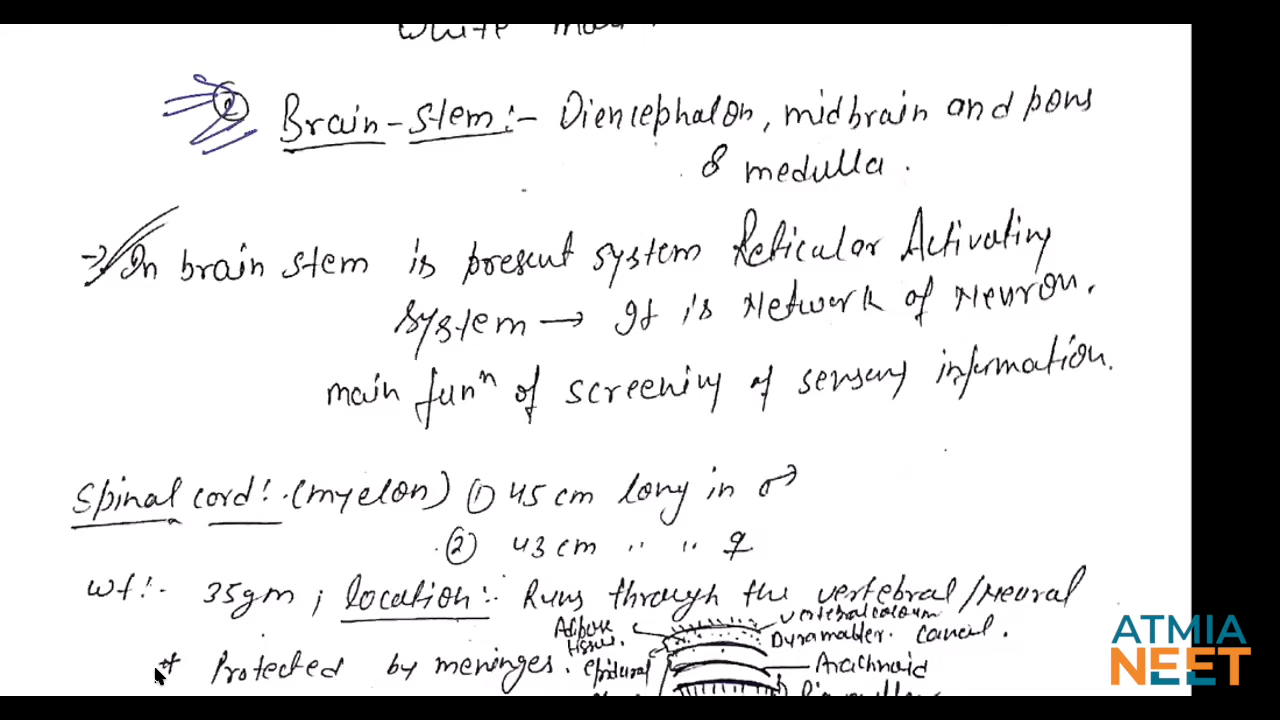 White
② Brain-stem:- Diencephalon, midbrain and pons
& medulla.
→ In brain stem is present system Reticular Activating
system → It is Network of Neuron.
main funⁿ of screening of sensory information.
Spinal cord:- (myelon) ① 45 cm long in ♂
② 43 cm " " ♀
wt:- 35gm ; location:- Runs through the vertebral/Neural
canal.
* Protected by meninges.
Adipose
tissue.
epidural
vertebral coloum
Dyramatter.
Arachnoid
ATMIA
NEET